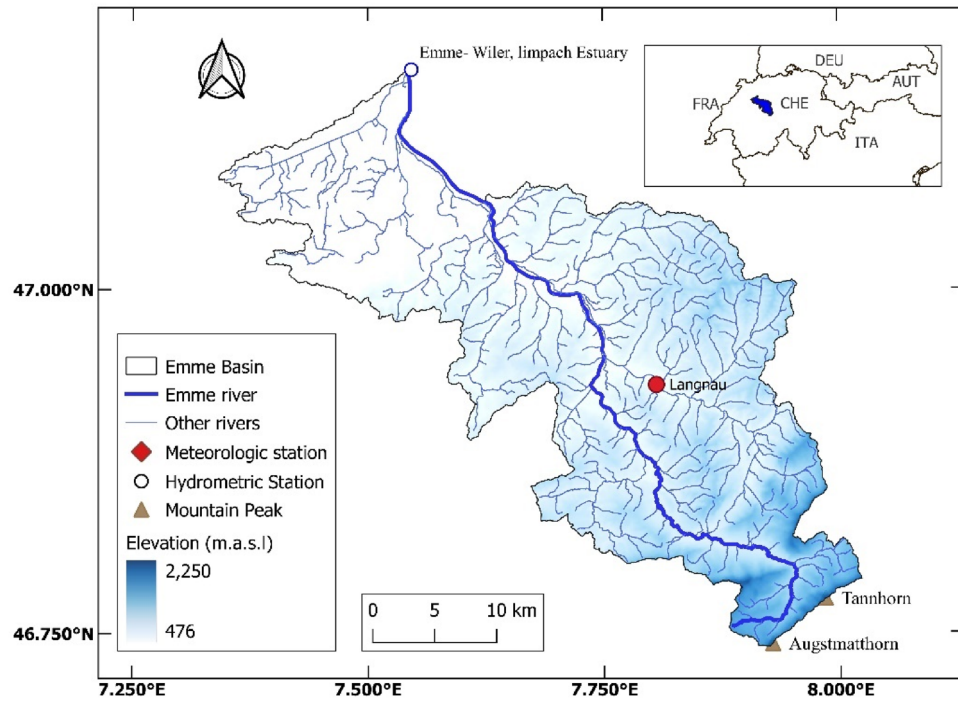 Emme- Wiler, limpach Estuary
DEU
AUT
FRA
CHE
ITA
47.000°N
Langnau
Emme Basin
Emme river
Other rivers
Meteorologic station
Hydrometric Station
Mountain Peak
Elevation (m.a.s.l)
2,250
476
0 5 10 km
Tannhorn
Augstmatthorn
46.750°N
7.250°E 7.500°E 7.750°E 8.000°E